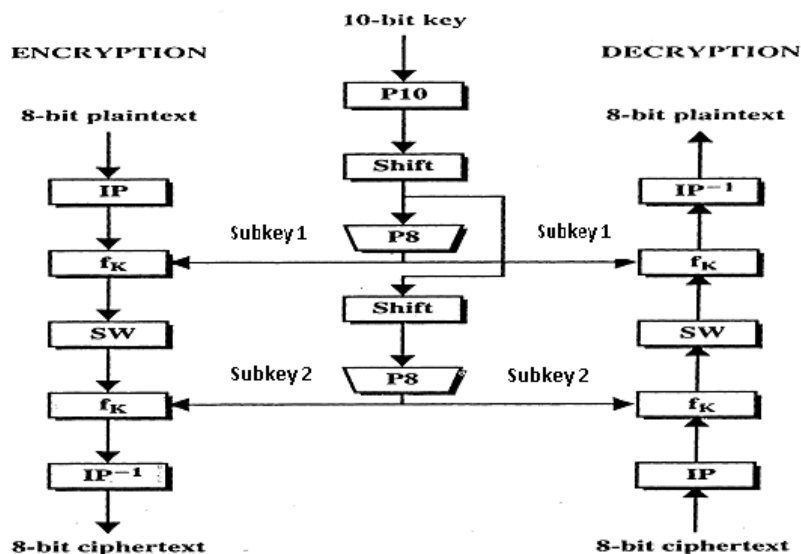 10-bit key
ENCRYPTION
DECRYPTION
P10
8-bit plaintext
8-bit plaintext
Shift
IP
IP⁻¹
Subkey 1
P8
Subkey 1
fK
fK
Shift
SW
SW
Subkey 2
P8
Subkey 2
fK
fK
IP⁻¹
IP
8-bit ciphertext
8-bit ciphertext